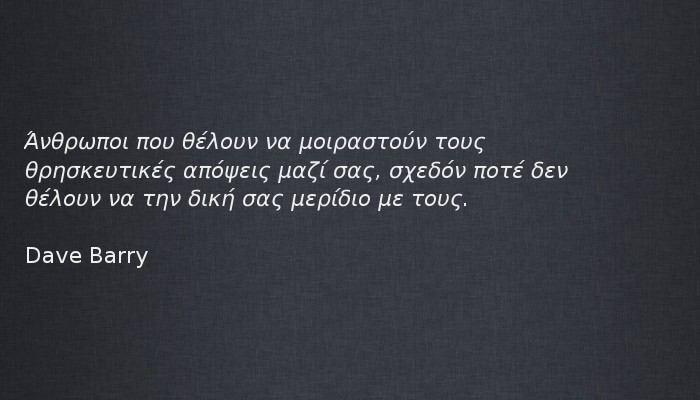 Άνθρωποι που θέλουν να μοιραστούν τους
θρησκευτικές απόψεις μαζί σας, σχεδόν ποτέ δεν
θέλουν να την δική σας μερίδιο με τους.
Dave Barry